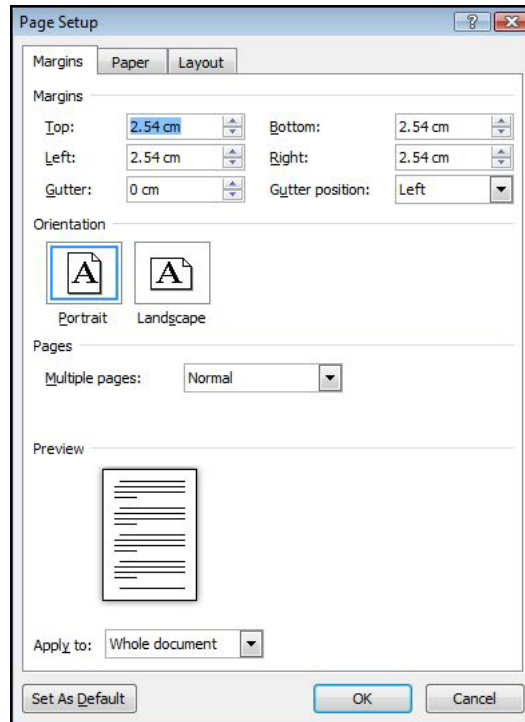 Page Setup
Margins Paper Layout
Margins
Top: 2.54 cm Bottom: 2.54 cm
Left: 2.54 cm Right: 2.54 cm
Gutter: 0 cm Gutter position: Left
Orientation
A A
Portrait Landscape
Pages
Multiple pages: Normal
Preview
Apply to: Whole document
Set As Default OK Cancel